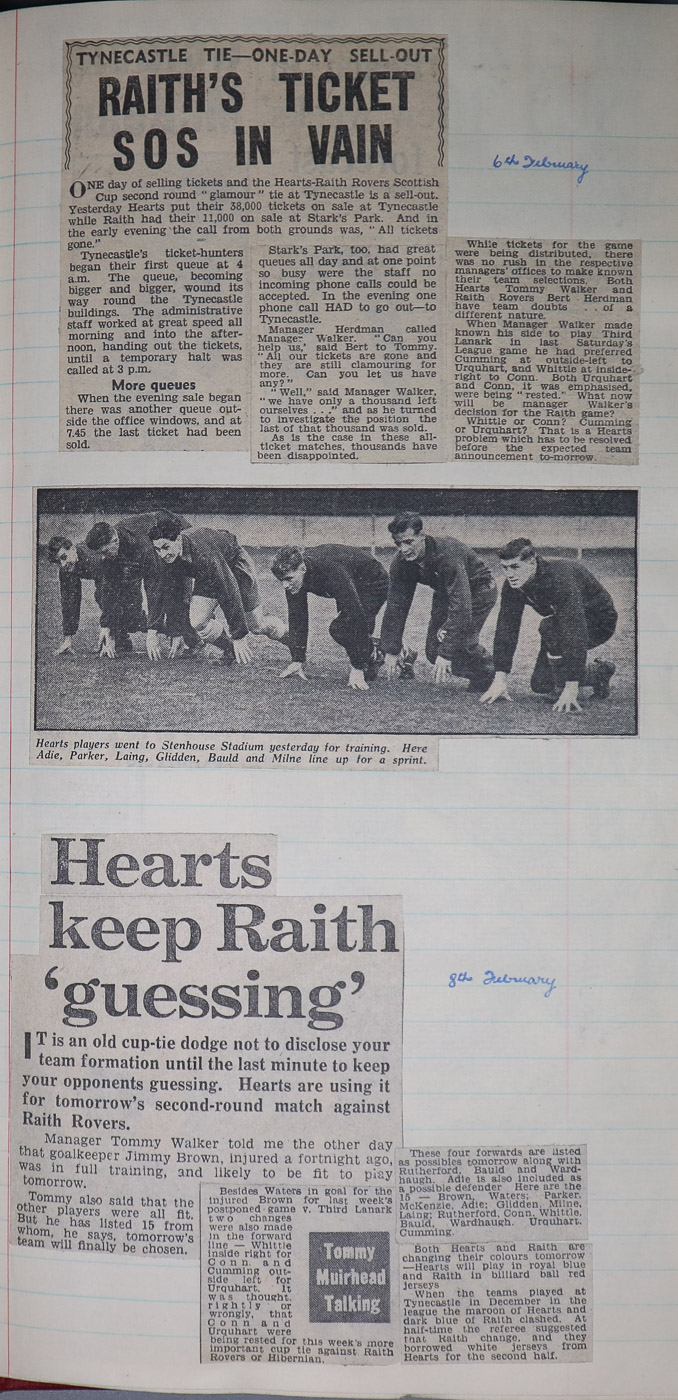 TYNECASTLE TIE—ONE-DAY SELL-OUT
RAITH'S TICKET
SOS IN VAIN
6th February
ONE day of selling tickets and the Hearts-Raith Rovers Scottish
Cup second round "glamour" tie at Tynecastle is a sell-out.
Yesterday Hearts put their 38,000 tickets on sale at Tynecastle
while Raith had their 11,000 on sale at Stark's Park. And in
the early evening the call from both grounds was, "All tickets
gone."
Tynecastle's ticket-hunters
began their first queue at 4
a.m. The queue, becoming
bigger and bigger, wound its
way round the Tynecastle
buildings. The administrative
staff worked at great speed all
morning and into the after-
noon, handing out the tickets,
until a temporary halt was
called at 3 p.m.
More queues
When the evening sale began
there was another queue out-
side the office windows, and at
7.45 the last ticket had been
sold.
Stark's Park, too, had great
queues all day and at one point
so busy were the staff no
incoming phone calls could be
accepted. In the evening one
phone call HAD to go out—to
Tynecastle.
Manager Herdman called
Manager Walker. "Can you
help us,' said Bert to Tommy.
"All our tickets are gone and
they are still clamouring for
more. Can you let us have
any?"
"Well," said Manager Walker,
"we have only a thousand left
ourselves . . ." and as he turned
to investigate the position the
last of that thousand was sold.
As is the case in these all-
ticket matches, thousands have
been disappointed.
While tickets for the game
were being distributed, there
was no rush in the respective
managers' offices to make known
their team selections. Both
Hearts Tommy Walker and
Raith Rovers Bert Herdman
have team doubts . . of a
different nature.
When Manager Walker made
known his side to play Third
Lanark in last Saturday's
League game he had preferred
Cumming at outside-left to
Urquhart, and Whittle at inside-
right to Conn. Both Urquhart
and Conn, it was emphasised,
were being "rested." What now
will be manager Walker's
decision for the Raith game?
Whittle or Conn? Cumming
or Urquhart? That is a Hearts
problem which has to be resolved
before the expected team
announcement to-morrow.
Hearts players went to Stenhouse Stadium yesterday for training. Here
Adie, Parker, Laing, Glidden, Bauld and Milne line up for a sprint.
Hearts
keep Raith
'guessing'
8th February
IT is an old cup-tie dodge not to disclose your
team formation until the last minute to keep
your opponents guessing. Hearts are using it
for tomorrow's second-round match against
Raith Rovers.
Manager Tommy Walker told me the other day
that goalkeeper Jimmy Brown, injured a fortnight ago,
was in full training, and likely to be fit to play
tomorrow.
Tommy also said that the
other players were all fit.
But he has listed 15 from
whom, he says, tomorrow's
team will finally be chosen.
Besides Waters in goal for the
injured Brown for last week's
postponed game v. Third Lanark
two changes
were also made
in the forward
line — Whittle
inside right for
Conn and
Cumming out-
side left for
Urquhart. It
was thought,
rightly or
wrongly, that
Conn and
Urquhart were
being rested for this week's more
important cup tie against Raith
Rovers or Hibernian.
Tommy
Muirhead
Talking
These four forwards are listed
as possibles tomorrow along with
Rutherford, Bauld and Ward-
haugh. Adie is also included as
a possible defender Here are the
15 — Brown, Waters; Parker,
McKenzie, Adie; Glidden, Milne,
Laing; Rutherford, Conn, Whittle,
Bauld, Wardhaugh. Urquhart.
Cumming.
Both Hearts and Raith are
changing their colours tomorrow
—Hearts will play in royal blue
and Raith in billiard ball red
jerseys
When the teams played at
Tynecastle in December in the
league the maroon of Hearts and
dark blue of Raith clashed. At
half-time the referee suggested
that Raith change, and they
borrowed white jerseys from
Hearts for the second half.